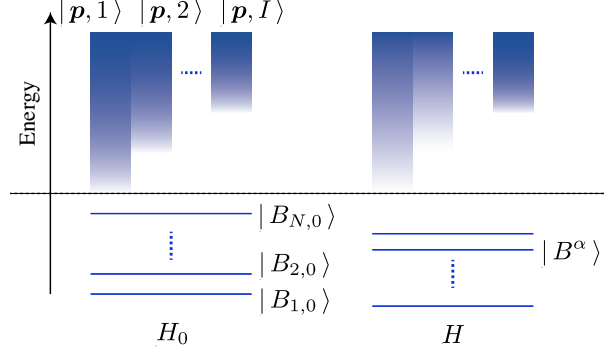 | p, 1 ⟩ | p, 2 ⟩ | p, I ⟩
Energy
| B_{N,0} ⟩
| B_{2,0} ⟩
| B^α ⟩
| B_{1,0} ⟩
H_0 H